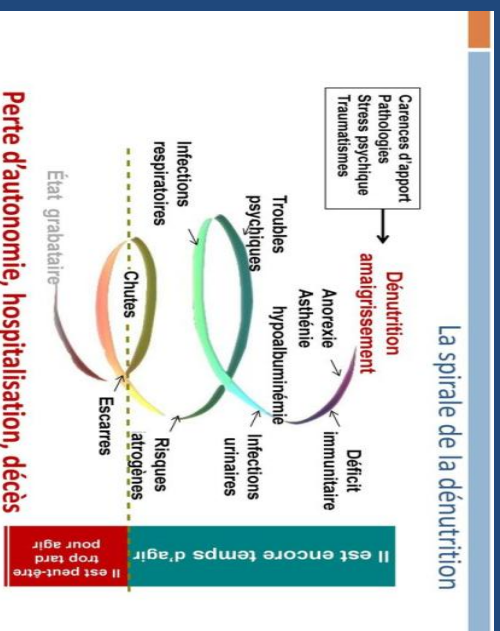 La spirale de la dénutrition
Carences d'apport
Pathologies
Stress psychique
Traumatismes
Dénutrition
amaigrissement
Anorexie
Asthénie
Déficit
immunitaire
hypoalbuminémie
Troubles
psychiques
Infections
urinaires
Infections
respiratoires
Risques
iatrogènes
Chutes
Escarres
État grabataire
Perte d'autonomie, hospitalisation, décès
Il est encore temps d'agir
Il est peut-être
trop tard
pour agir